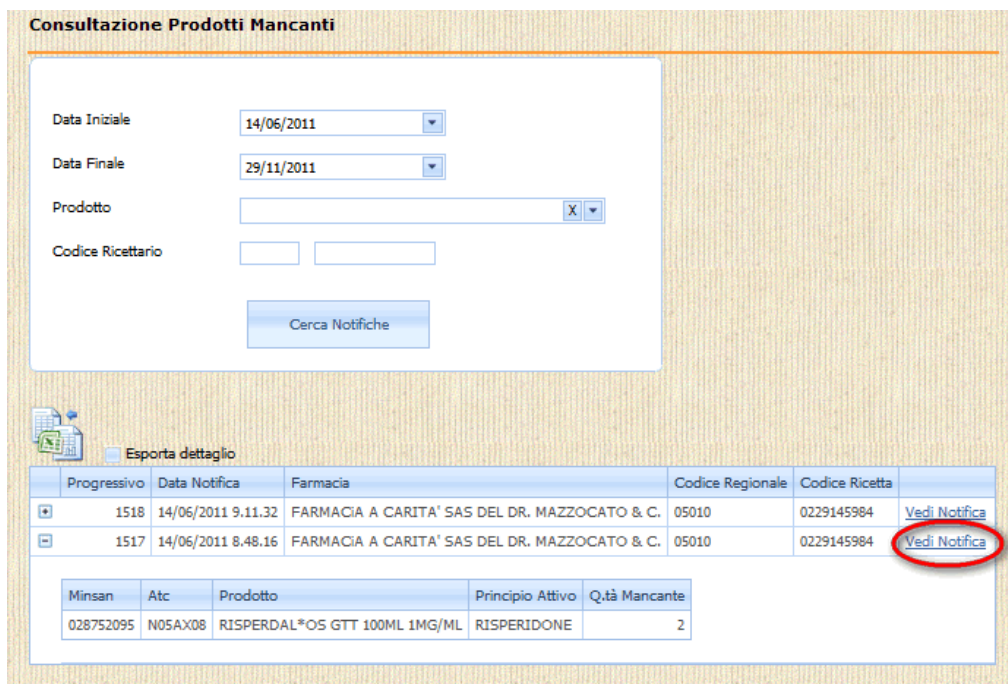 Consultazione Prodotti Mancanti
Data Iniziale 14/06/2011
Data Finale 29/11/2011
Prodotto X
Codice Ricettario
Cerca Notifiche
Esporta dettaglio
Progressivo Data Notifica Farmacia Codice Regionale Codice Ricetta
1518 14/06/2011 9.11.32 FARMACiA A CARITA' SAS DEL DR. MAZZOCATO & C. 05010 0229145984 Vedi Notifica
1517 14/06/2011 8.48.16 FARMACiA A CARITA' SAS DEL DR. MAZZOCATO & C. 05010 0229145984 Vedi Notifica
Minsan Atc Prodotto Principio Attivo Q.tà Mancante
028752095 N05AX08 RISPERDAL*OS GTT 100ML 1MG/ML RISPERIDONE 2